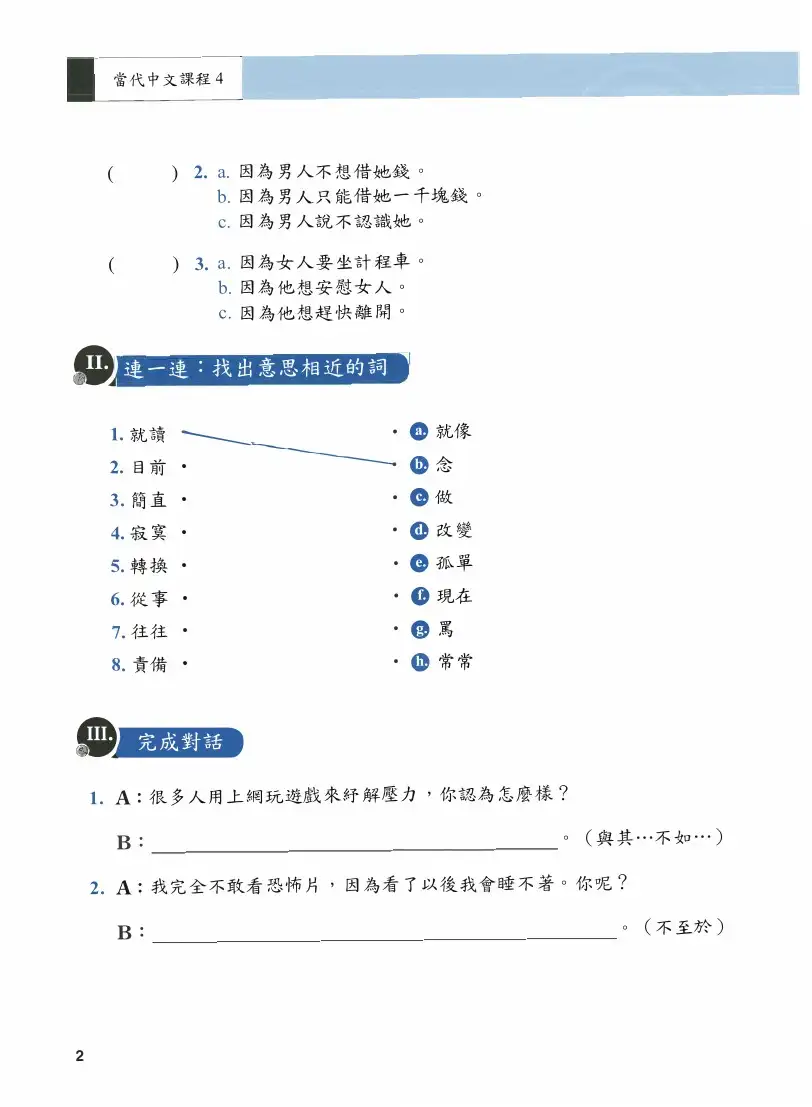 當代中文課程 4
( ) 2. a. 因為男人不想借她錢。
b. 因為男人只能借她一千塊錢。
c. 因為男人說不認識她。
( ) 3. a. 因為女人要坐計程車。
b. 因為他想安慰女人。
c. 因為他想趕快離開。
II. 連一連：找出意思相近的詞
1. 就讀 • a. 就像
2. 目前 • • b. 念
3. 簡直 • • c. 做
4. 寂寞 • • d. 改變
5. 轉換 • • e. 孤單
6. 從事 • • f. 現在
7. 往往 • • g. 罵
8. 責備 • • h. 常常
III. 完成對話
1. A：很多人用上網玩遊戲來紓解壓力，你認為怎麼樣？
B：＿＿＿＿＿＿＿＿＿＿。（與其…不如…）
2. A：我完全不敢看恐怖片，因為看了以後我會睡不著。你呢？
B：＿＿＿＿＿＿＿＿＿＿。（不至於）
2